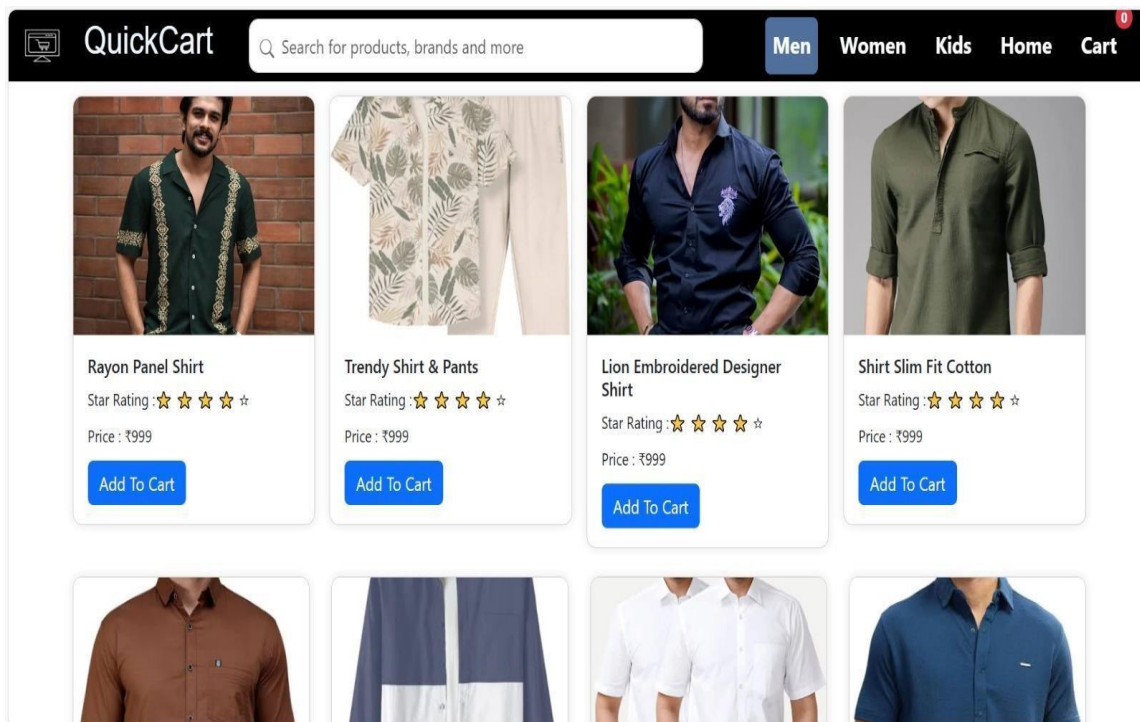 QuickCart
Search for products, brands and more
Men
Women
Kids
Home
Cart
0
Rayon Panel Shirt
Star Rating :
Price : ₹999
Add To Cart
Trendy Shirt & Pants
Star Rating :
Price : ₹999
Add To Cart
Lion Embroidered Designer
Shirt
Star Rating :
Price : ₹999
Add To Cart
Shirt Slim Fit Cotton
Star Rating :
Price : ₹999
Add To Cart